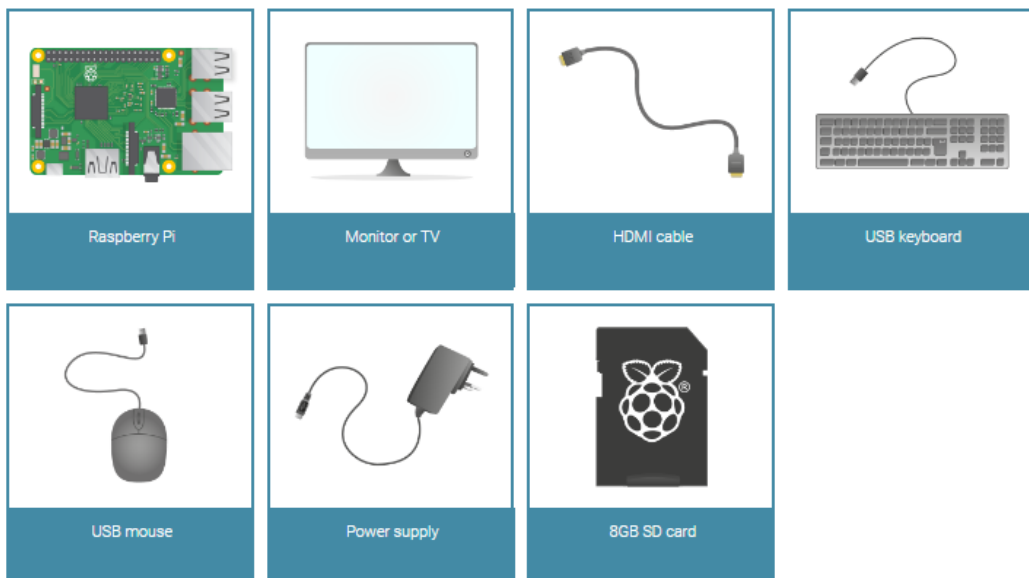 Raspberry Pi
Monitor or TV
HDMI cable
USB keyboard
USB mouse
Power supply
®
8GB SD card